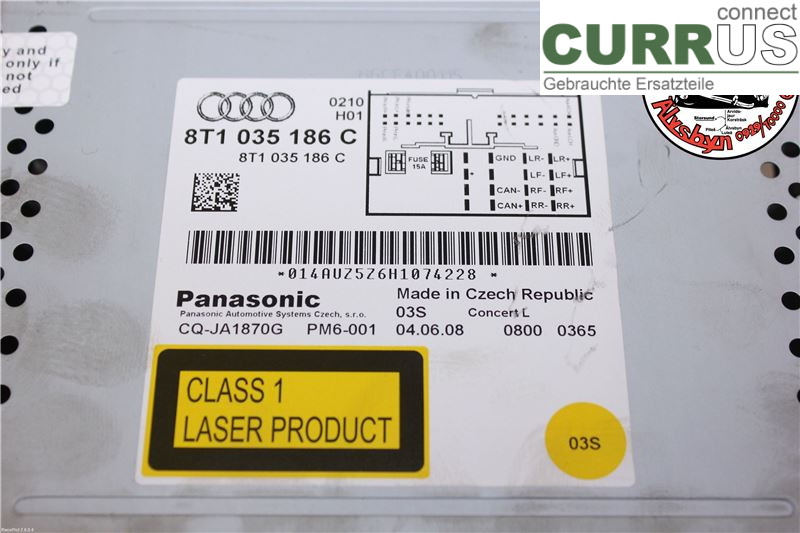 connect
CURRUS
Gebrauchte Ersatzteile
y and
only if
not
ed
0210
H01
8T1 035 186 C
8T1 035 186 C
FUSE
15A
GND LR- LR+
+ LF- LF+
CAN- RF- RF+
CAN+ RR- RR+
*014AUZ5Z6H1074228 *
Panasonic
Made in Czech Republic
Panasonic Automotive Systems Czech, s.r.o.
03S Concert L
CQ-JA1870G PM6-001 04.06.08 0800 0365
CLASS 1
LASER PRODUCT
03S
Älvsbyn